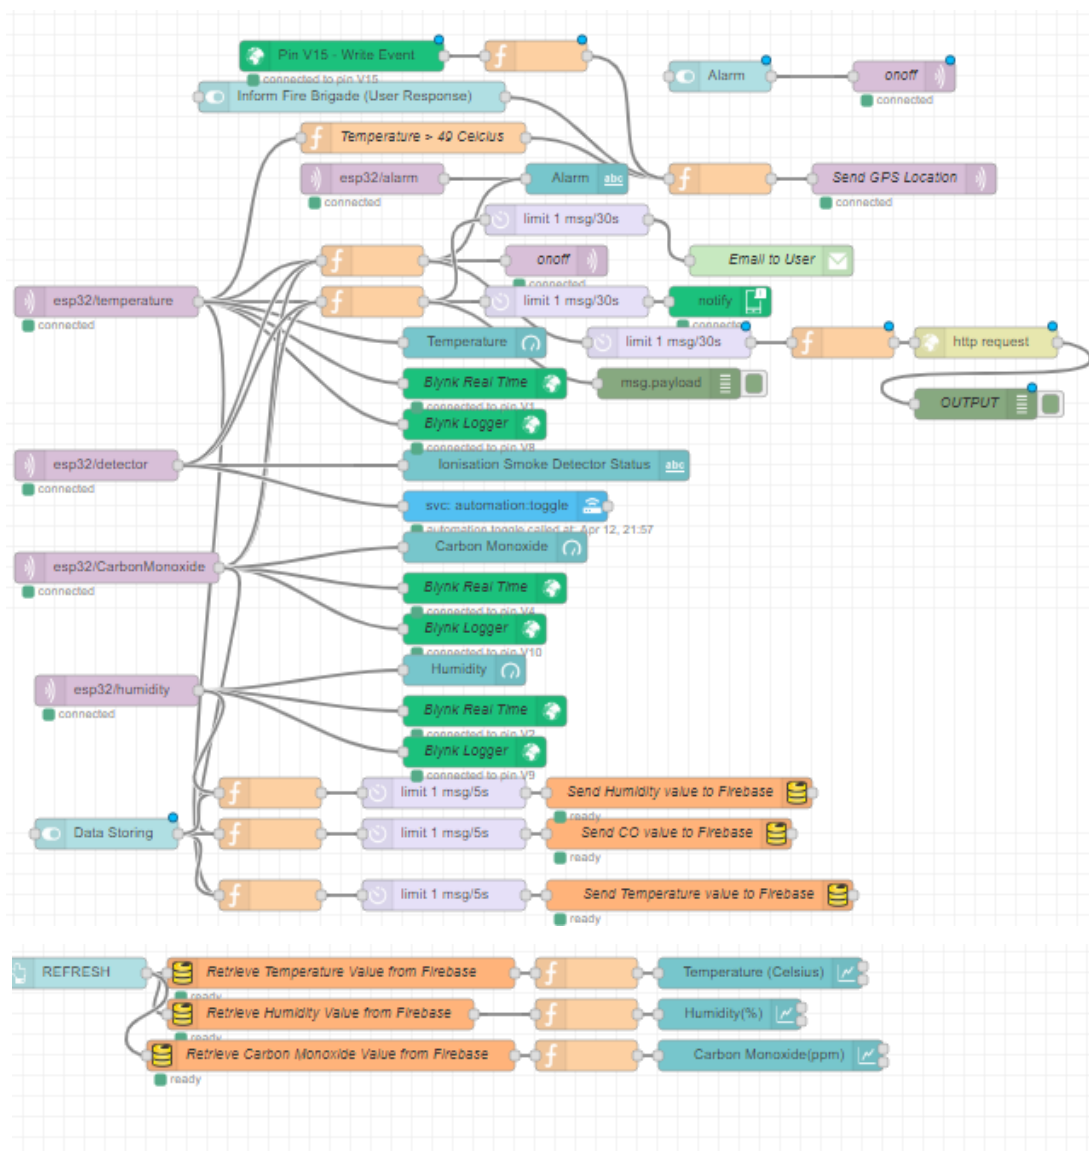 Pin V15 - Write Event
connected to pin V15
Alarm
onoff
connected
Inform Fire Brigade (User Response)
Temperature > 49 Celcius
esp32/alarm
connected
Alarm
abc
Send GPS Location
connected
limit 1 msg/30s
onoff
connected
Email to User
esp32/temperature
connected
limit 1 msg/30s
notify
connected
Temperature
limit 1 msg/30s
http request
Blynk Real Time
connected to pin V1
msg.payload
OUTPUT
Blynk Logger
connected to pin V8
esp32/detector
connected
Ionisation Smoke Detector Status
abc
svc: automation:toggle
automation.toggle called at: Apr 12, 21:57
Carbon Monoxide
esp32/CarbonMonoxide
connected
Blynk Real Time
connected to pin V4
Blynk Logger
connected to pin V10
Humidity
esp32/humidity
connected
Blynk Real Time
connected to pin V2
Blynk Logger
connected to pin V9
limit 1 msg/5s
Send Humidity value to Firebase
ready
Data Storing
limit 1 msg/5s
Send CO value to Firebase
ready
limit 1 msg/5s
Send Temperature value to Firebase
ready
REFRESH
Retrieve Temperature Value from Firebase
ready
Temperature (Celsius)
Retrieve Humidity Value from Firebase
ready
Humidity(%)
Retrieve Carbon Monoxide Value from Firebase
ready
Carbon Monoxide(ppm)